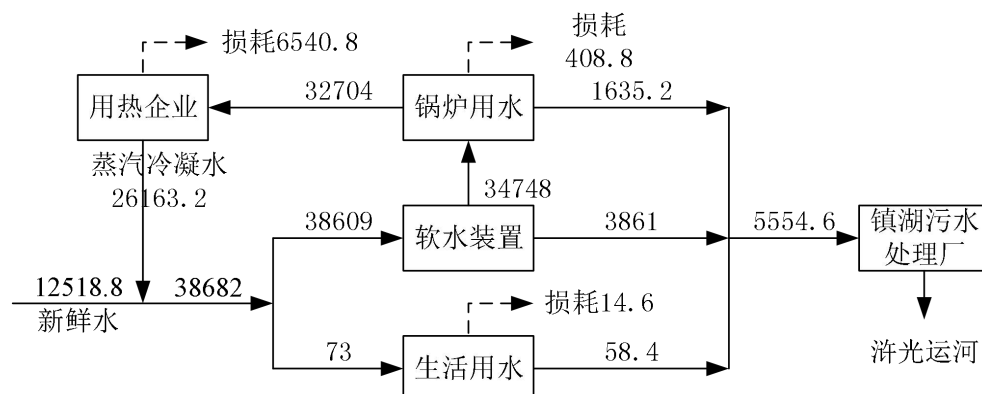 损耗6540.8
损耗
408.8
用热企业
32704
锅炉用水
1635.2
蒸汽冷凝水
26163.2
34748
38609
软水装置
3861
5554.6
镇湖污水
处理厂
12518.8
38682
新鲜水
损耗14.6
73
生活用水
58.4
浒光运河